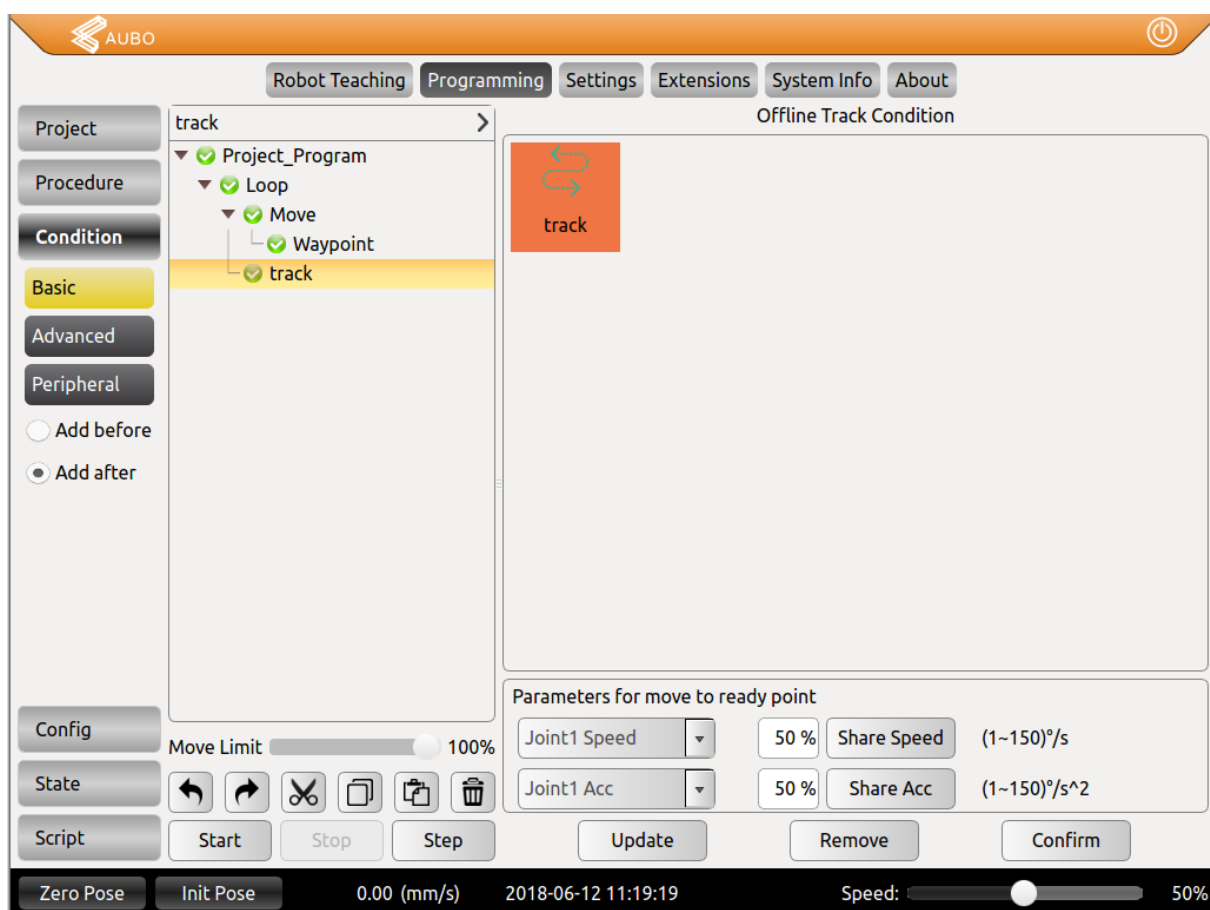 AUBO
Robot Teaching Programming Settings Extensions System Info About
Project
Procedure
Condition
Basic
Advanced
Peripheral
Add before
Add after
Config
State
Script
track
Project_Program
Loop
Move
Waypoint
track
Move Limit 100%
Start Stop Step
Offline Track Condition
track
Parameters for move to ready point
Joint1 Speed 50 % Share Speed (1~150)°/s
Joint1 Acc 50 % Share Acc (1~150)°/s^2
Update Remove Confirm
Zero Pose Init Pose 0.00 (mm/s) 2018-06-12 11:19:19 Speed: 50%